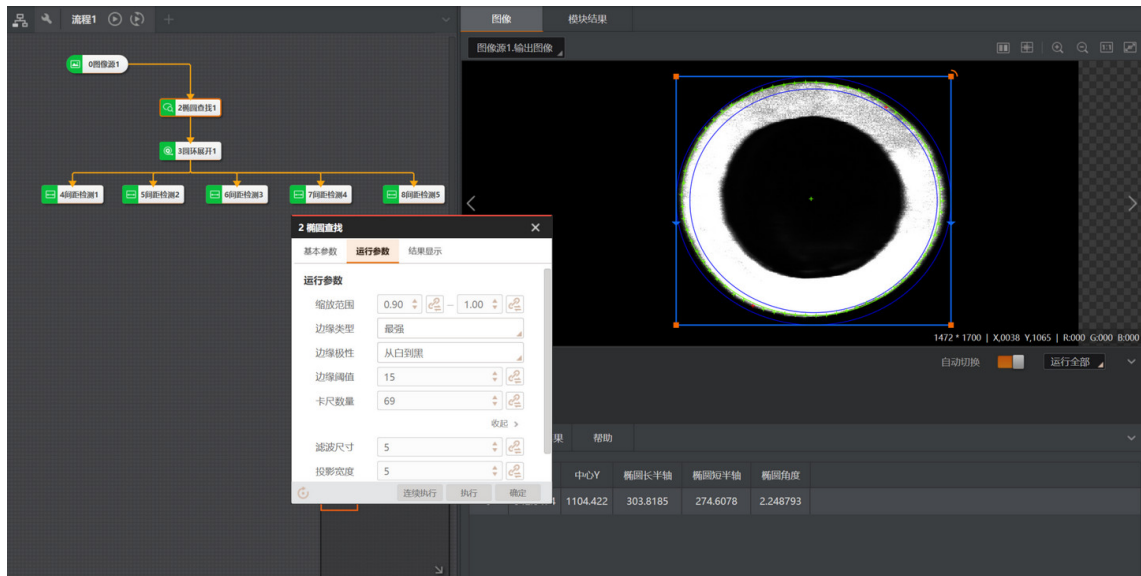 流程1
图像 模块结果
图像源1.输出图像
1:1
0图像源1
2椭圆查找1
3圆环展开1
4间距检测1 5间距检测2 6间距检测3 7间距检测4 8间距检测5
2 椭圆查找
基本参数 运行参数 结果显示
运行参数
缩放范围 0.90 – 1.00
边缘类型 最强
边缘极性 从白到黑
边缘阈值 15
卡尺数量 69
收起
滤波尺寸 5
投影宽度 5
连续执行 执行 确定
1472 * 1700 | X,0038 Y,1065 | R:000 G:000 B:000
自动切换 运行全部
果 帮助
中心Y 椭圆长半轴 椭圆短半轴 椭圆角度
1104.422 303.8185 274.6078 2.248793